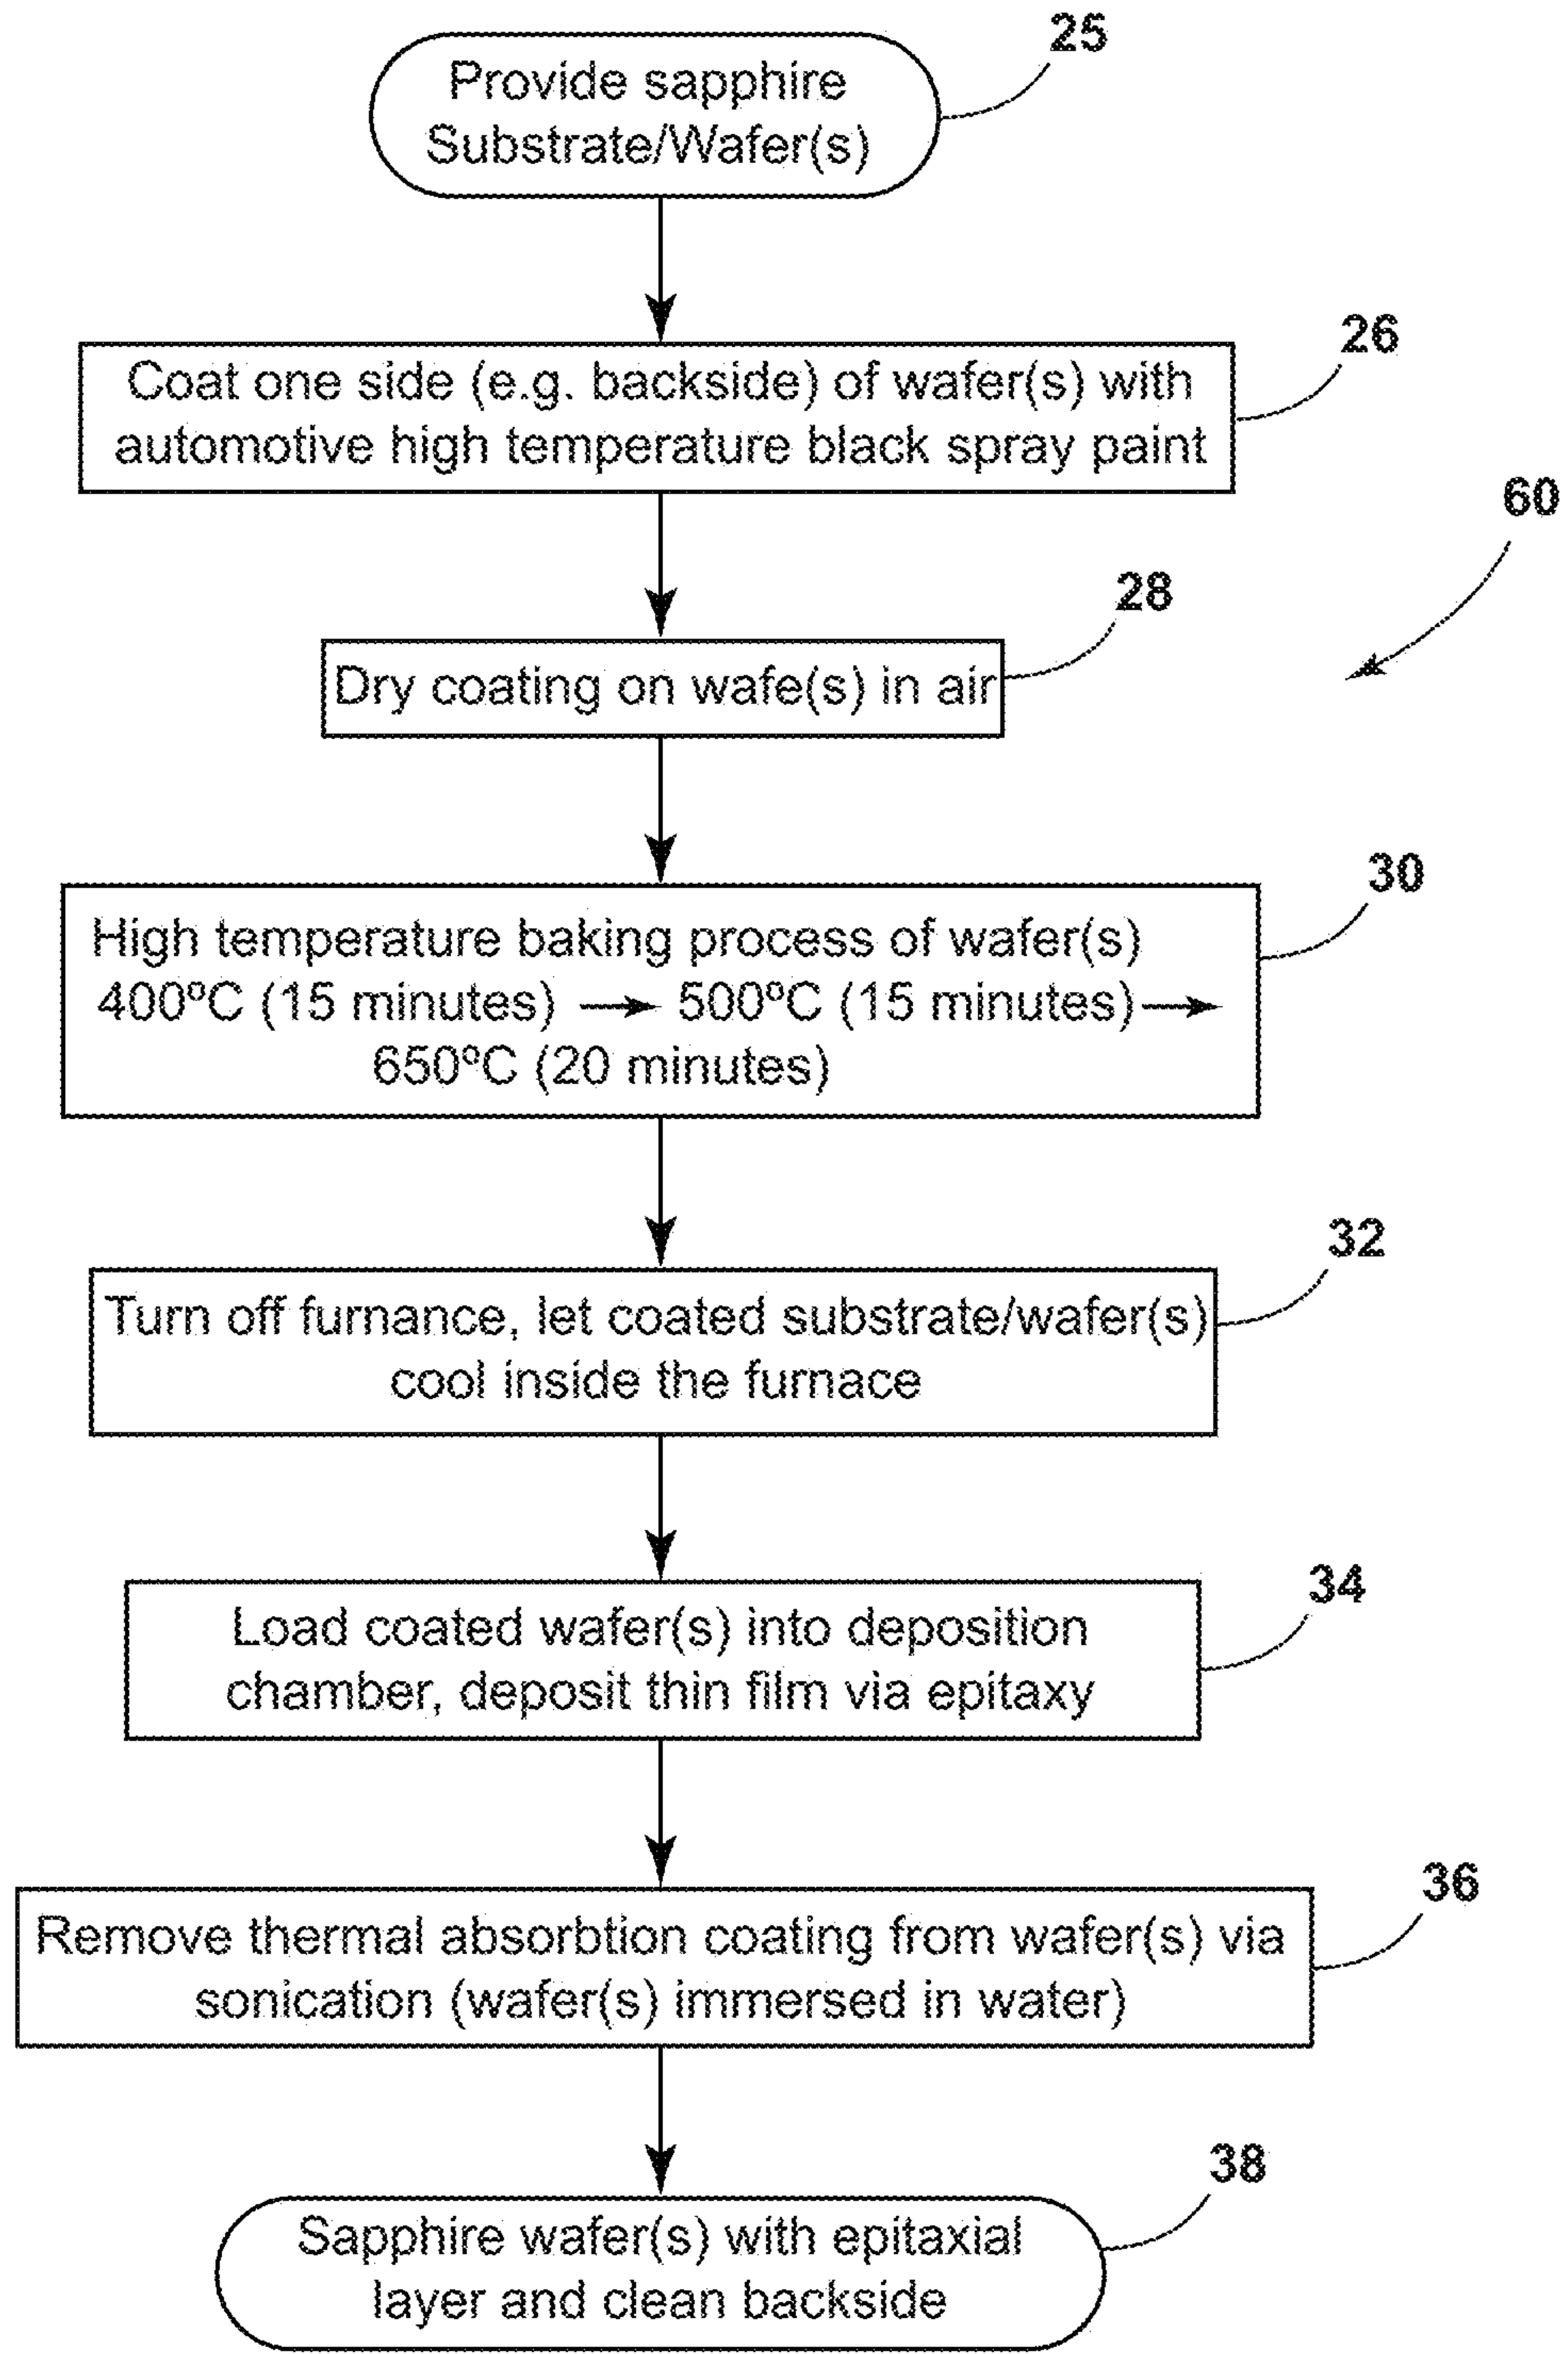 25
Provide sapphire
Substrate/Wafer(s)
26
Coat one side (e.g. backside) of wafer(s) with
automotive high temperature black spray paint
60
28
Dry coating on wafe(s) in air
30
High temperature baking process of wafer(s)
400ºC (15 minutes) → 500ºC (15 minutes) →
650ºC (20 minutes)
32
Turn off furnance, let coated substrate/wafer(s)
cool inside the furnace
34
Load coated wafer(s) into deposition
chamber, deposit thin film via epitaxy
36
Remove thermal absorbtion coating from wafer(s) via
sonication (wafer(s) immersed in water)
38
Sapphire wafer(s) with epitaxial
layer and clean backside